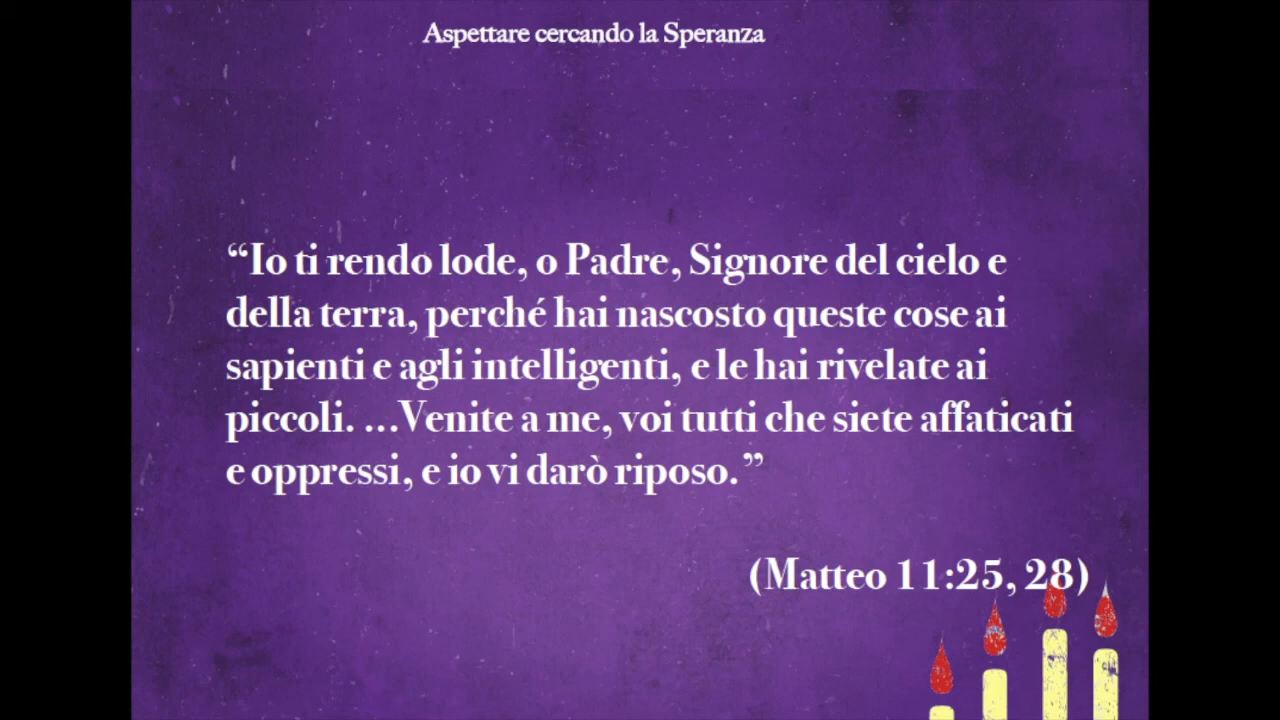 Aspettare cercando la Speranza
“Io ti rendo lode, o Padre, Signore del cielo e
della terra, perché hai nascosto queste cose ai
sapienti e agli intelligenti, e le hai rivelate ai
piccoli. …Venite a me, voi tutti che siete affaticati
e oppressi, e io vi darò riposo.”
(Matteo 11:25, 28)